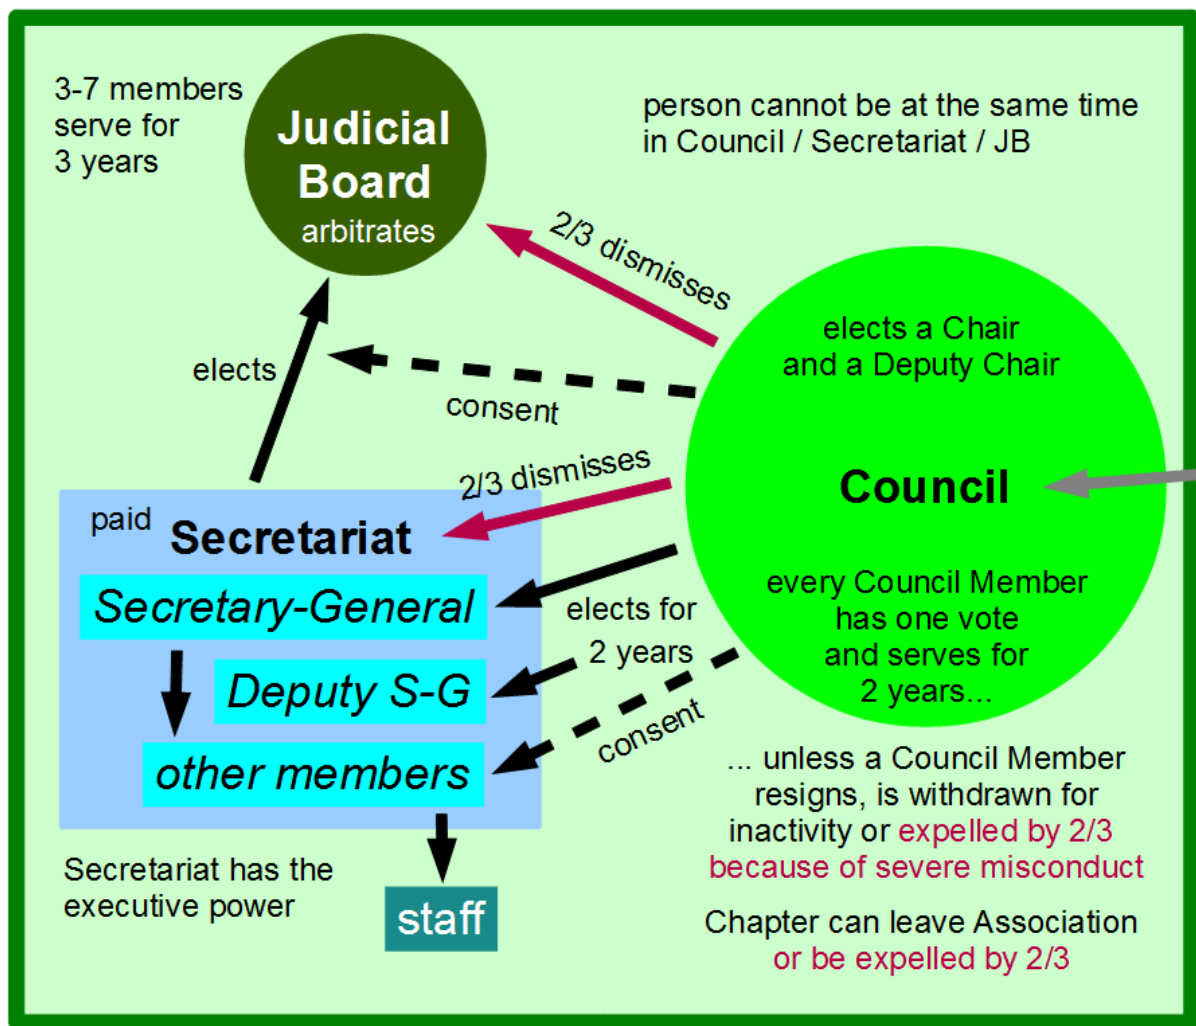 3-7 members
serve for
3 years
Judicial
Board
arbitrates
person cannot be at the same time
in Council / Secretariat / JB
2/3 dismisses
elects
consent
elects a Chair
and a Deputy Chair
Council
every Council Member
has one vote
and serves for
2 years...
2/3 dismisses
paid
Secretariat
Secretary-General
elects for
2 years
Deputy S-G
consent
other members
... unless a Council Member
resigns, is withdrawn for
inactivity or expelled by 2/3
because of severe misconduct
Secretariat has the
executive power
staff
Chapter can leave Association
or be expelled by 2/3